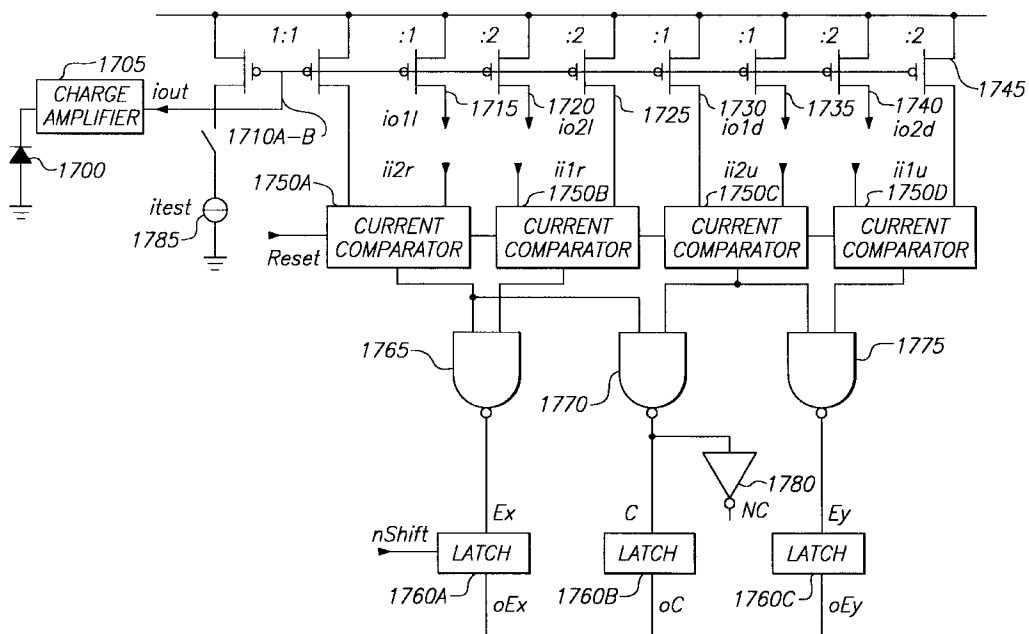 1:1 :1 :2 :2 :1 :1 :2 :2
1705
CHARGE
AMPLIFIER
iout
1710A-B
1700
1715 1720 1725 1730 1735 1740 1745
io1l io2l io1d io2d
ii2r ii1r ii2u ii1u
1750A 1750B 1750C 1750D
itest
1785
Reset
CURRENT
COMPARATOR
CURRENT
COMPARATOR
CURRENT
COMPARATOR
CURRENT
COMPARATOR
1765 1770 1775
1780
Ex C NC Ey
nShift
LATCH LATCH LATCH
1760A 1760B 1760C
oEx oC oEy